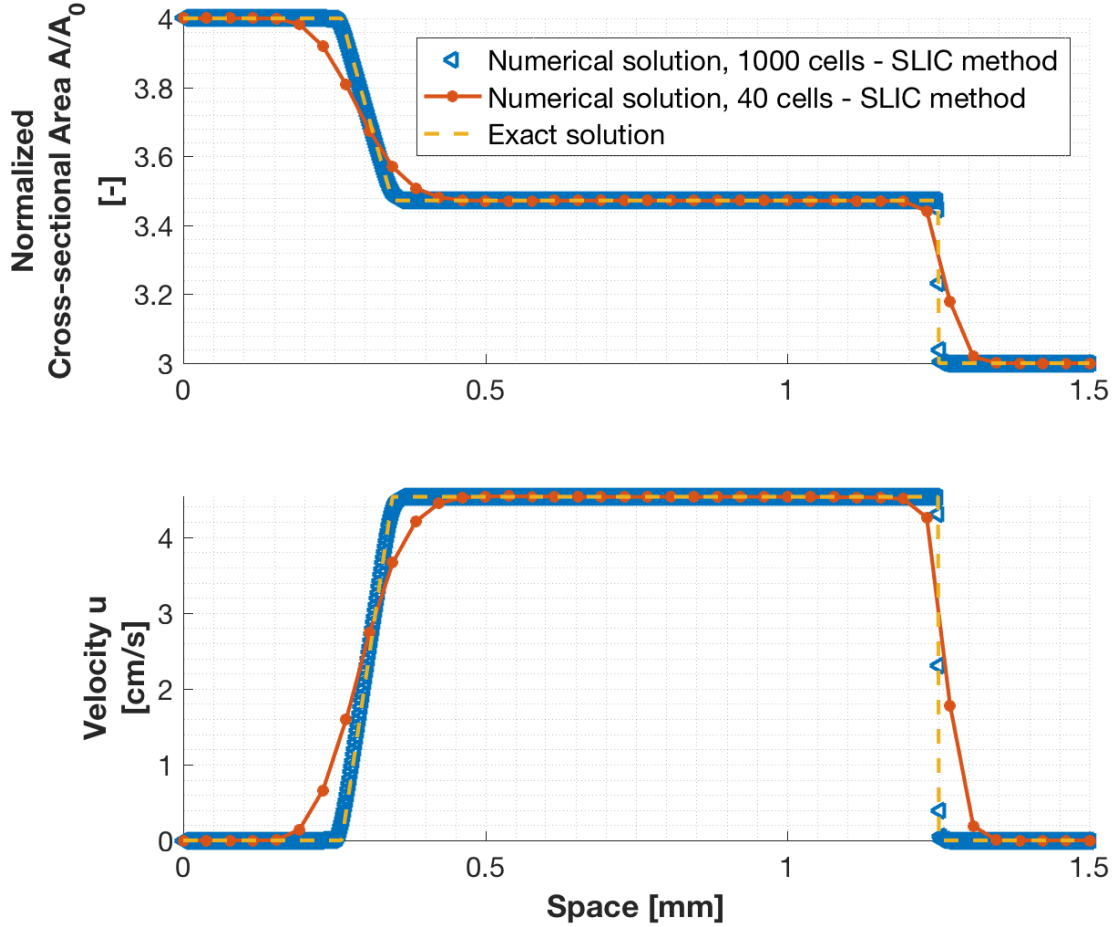 Normalized
Cross-sectional Area A/A0
[-]
4
3.8
3.6
3.4
3.2
3
0
0.5
1
1.5
Numerical solution, 1000 cells - SLIC method
Numerical solution, 40 cells - SLIC method
Exact solution
Velocity u
[cm/s]
4
3
2
1
0
0
0.5
1
1.5
Space [mm]